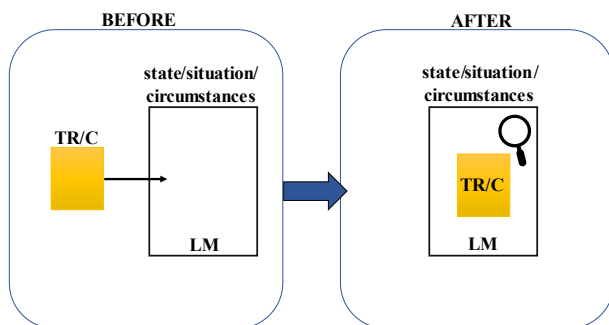 BEFORE
state/situation/
circumstances
TR/C
LM
AFTER
state/situation/
circumstances
TR/C
LM